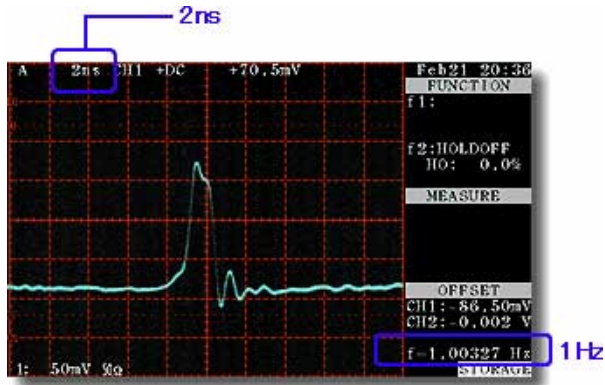 2ns
A 2ns CH1 +DC +70.5mV Feb21 20:36
FUNCTION
f1:
f2:HOLDOFF
HO: 0.0%
MEASURE
OFFSET
CH1:-86.50mV
CH2:-0.002 V
f=1.00327 Hz 1Hz
1: 50mV STORAGE